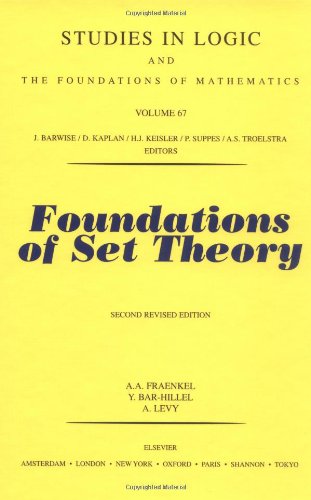 STUDIES IN LOGIC
AND
THE FOUNDATIONS OF MATHEMATICS
VOLUME 67
J. BARWISE / D. KAPLAN / H.J. KEISLER / P. SUPPES / A.S. TROELSTRA
EDITORS
Foundations
of Set Theory
SECOND REVISED EDITION
A.A. FRAENKEL
Y. BAR-HILLEL
A. LEVY
ELSEVIER
AMSTERDAM • LONDON • NEW YORK • OXFORD • PARIS • SHANNON • TOKYO